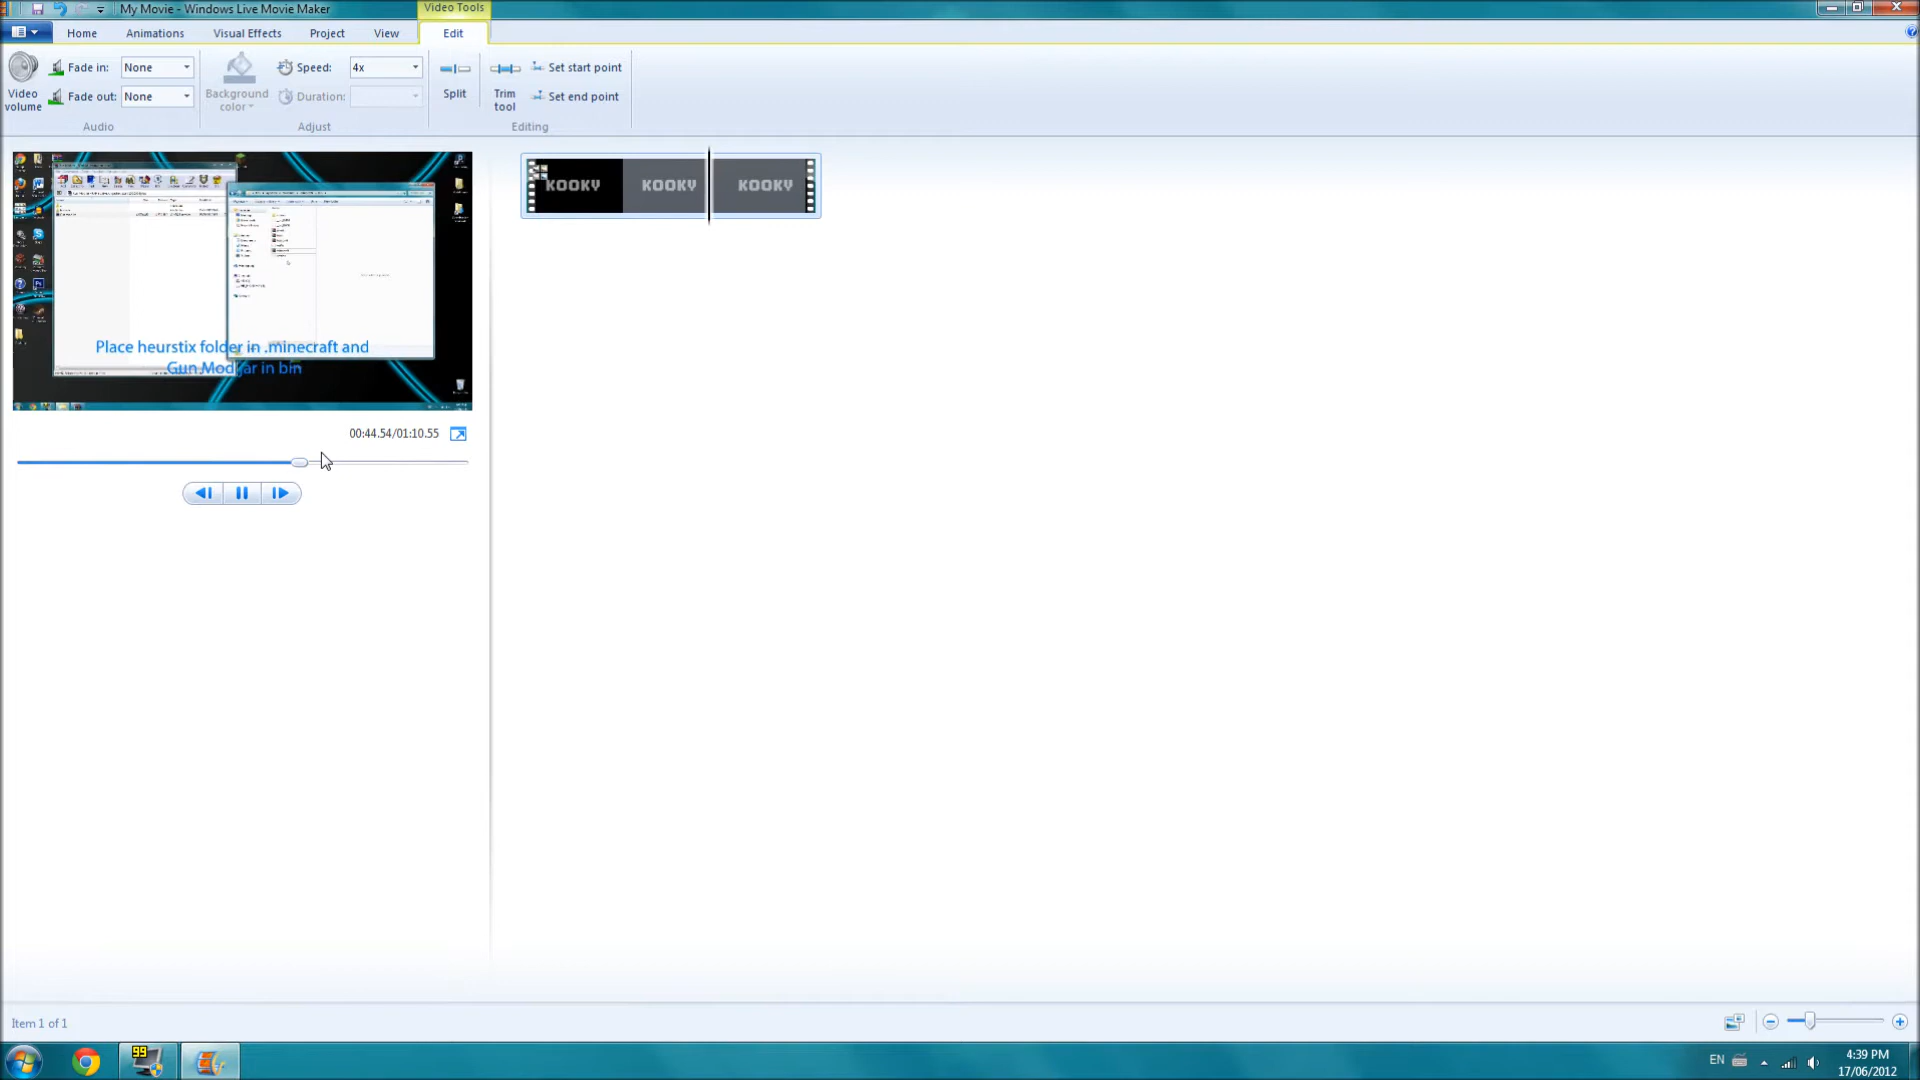 My Movie - Windows Live Movie Maker
Video Tools
Home
Animations
Visual Effects
Project
View
Edit
Video volume
Fade in: None
Fade out: None
Audio
Background color
Speed: 4x
Duration:
Adjust
Split
Trim tool
Set start point
Set end point
Editing
Place heurstix folder in .minecraft and
Gun Mod jar in bin
00:44.54/01:10.55
KOOKY
KOOKY
KOOKY
Item 1 of 1
99
EN
4:39 PM
17/06/2012